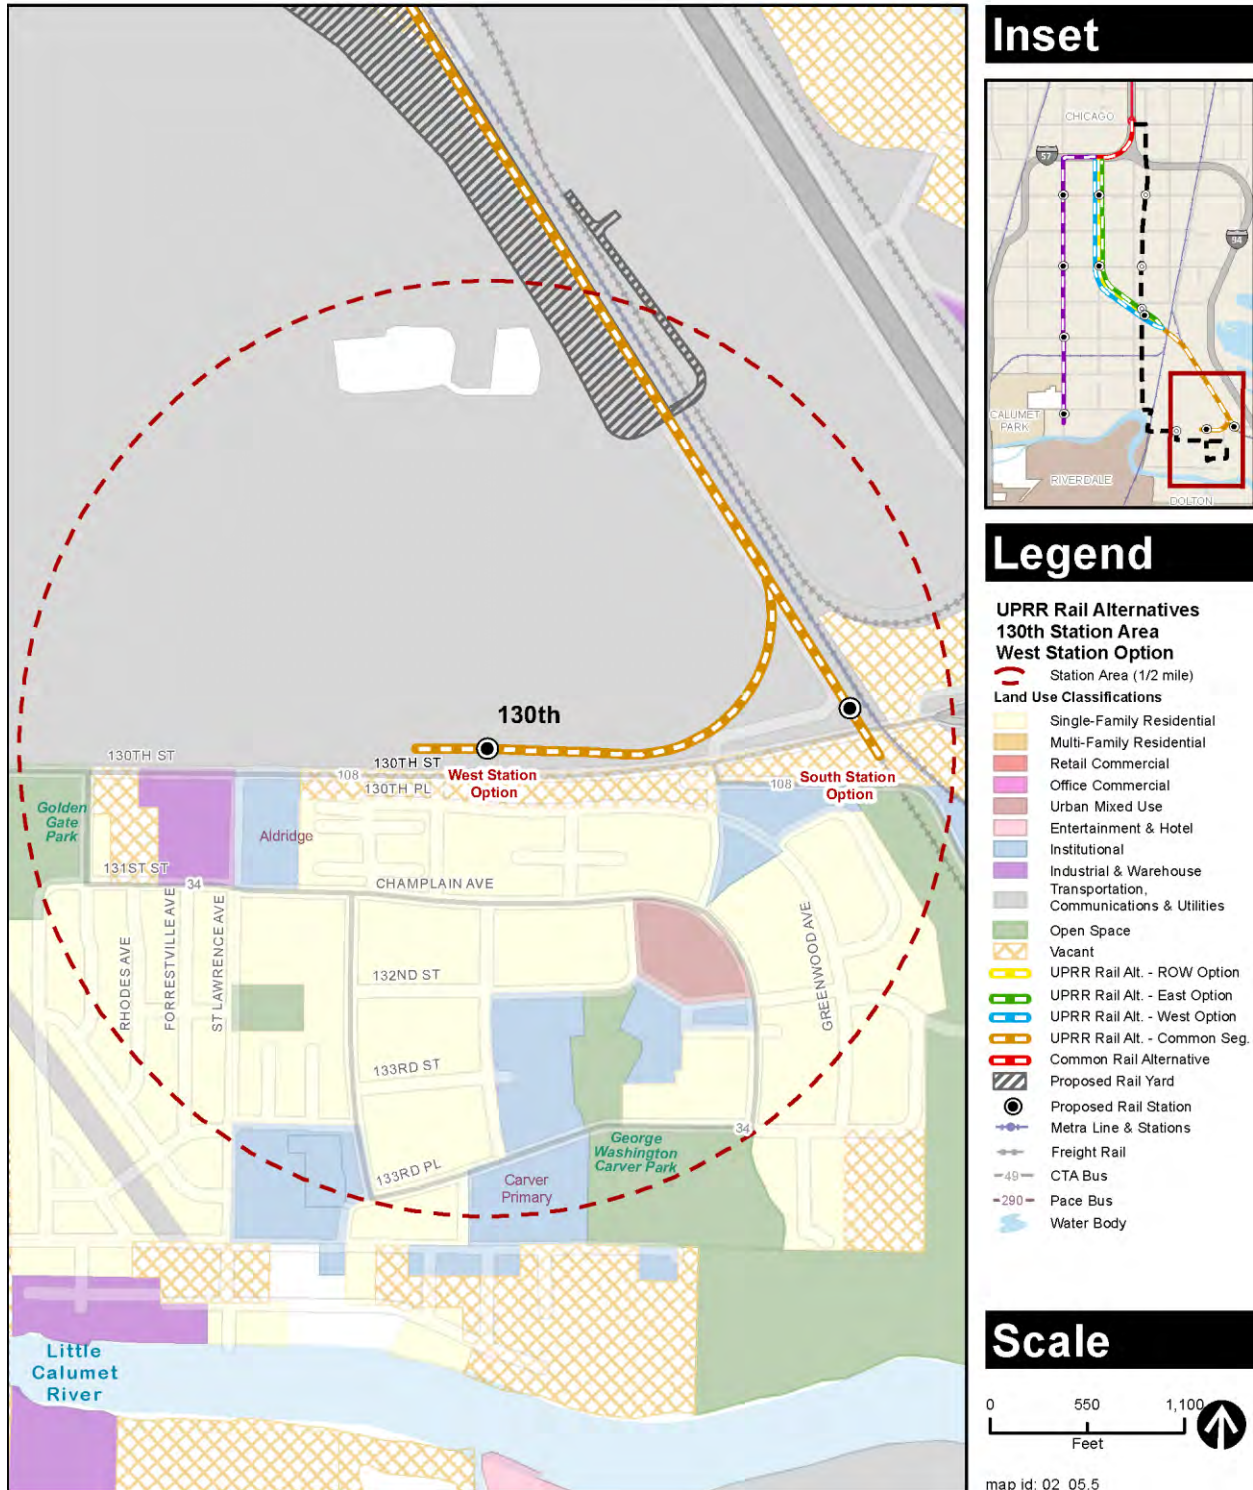 130th
130TH ST
130TH ST
108
West Station
Option
130TH PL
108
South Station
Option
Golden
Gate
Park
Aldridge
131ST ST
34
CHAMPLAIN AVE
RHODES AVE
FORRESTVILLE AVE
ST LAWRENCE AVE
GREENWOOD AVE
132ND ST
133RD ST
34
George
Washington
Carver Park
133RD PL
Carver
Primary
Little
Calumet
River
Inset
CHICAGO
57
94
CALUMET
PARK
RIVERDALE
DOLTON
Legend
UPRR Rail Alternatives
130th Station Area
West Station Option
Station Area (1/2 mile)
Land Use Classifications
Single-Family Residential
Multi-Family Residential
Retail Commercial
Office Commercial
Urban Mixed Use
Entertainment & Hotel
Institutional
Industrial & Warehouse
Transportation,
Communications & Utilities
Open Space
Vacant
UPRR Rail Alt. - ROW Option
UPRR Rail Alt. - East Option
UPRR Rail Alt. - West Option
UPRR Rail Alt. - Common Seg.
Common Rail Alternative
Proposed Rail Yard
Proposed Rail Station
Metra Line & Stations
Freight Rail
49 CTA Bus
290 Pace Bus
Water Body
Scale
0 550 1,100
Feet
map id: 02_05.5